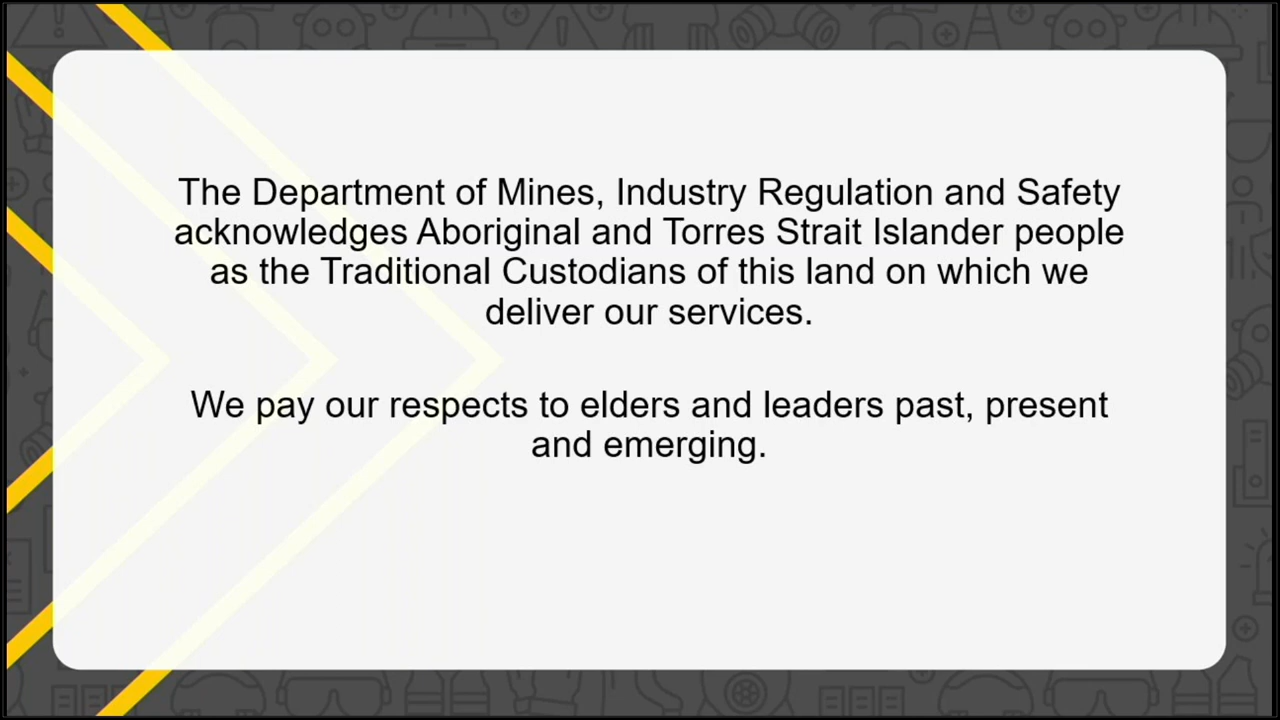 The Department of Mines, Industry Regulation and Safety
acknowledges Aboriginal and Torres Strait Islander people
as the Traditional Custodians of this land on which we
deliver our services.
We pay our respects to elders and leaders past, present
and emerging.